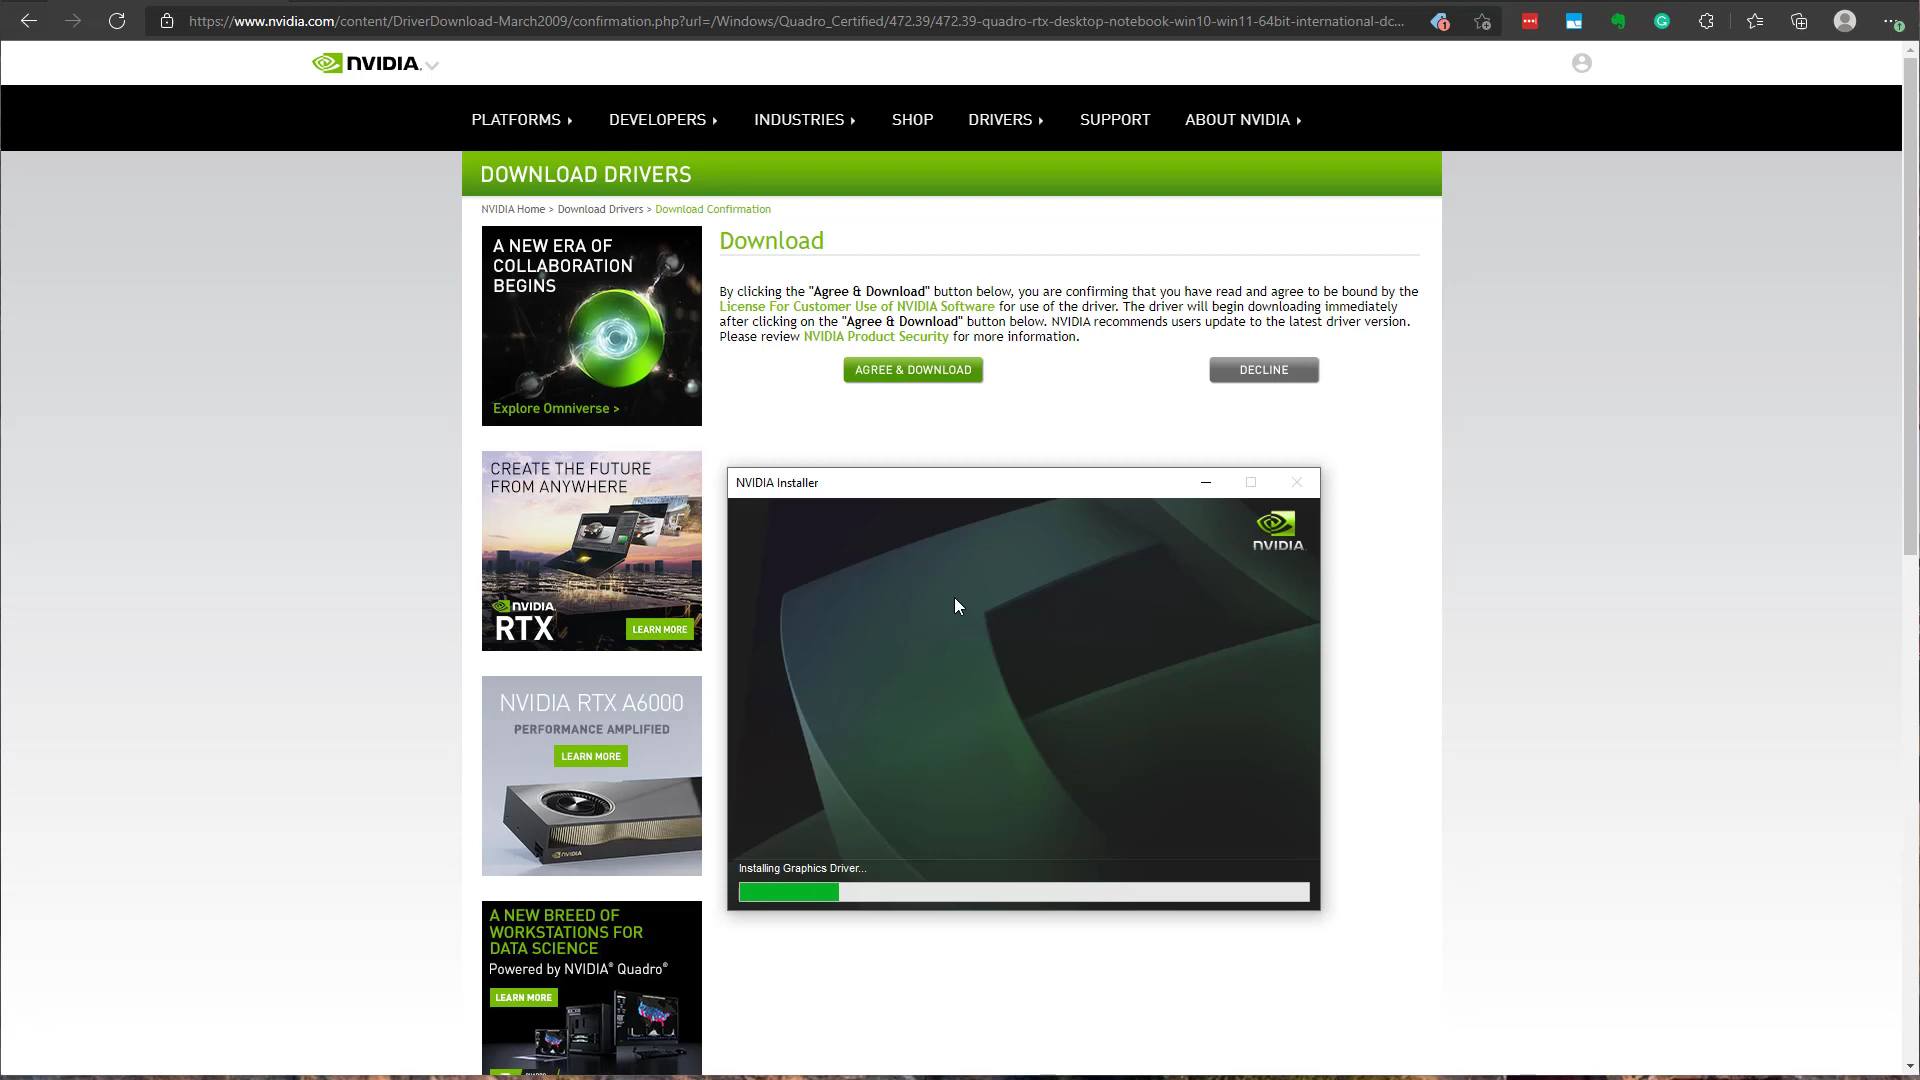 https://www.nvidia.com/content/DriverDownload-March2009/confirmation.php?url=/Windows/Quadro_Certified/472.39/472.39-quadro-rtx-desktop-notebook-win10-win11-64bit-international-dc...
1
NVIDIA.
PLATFORMS
DEVELOPERS
INDUSTRIES
SHOP
DRIVERS
SUPPORT
ABOUT NVIDIA
DOWNLOAD DRIVERS
NVIDIA Home > Download Drivers > Download Confirmation
A NEW ERA OF
COLLABORATION
BEGINS
Explore Omniverse >
Download
By clicking the "Agree & Download" button below, you are confirming that you have read and agree to be bound by the
License For Customer Use of NVIDIA Software for use of the driver. The driver will begin downloading immediately
after clicking on the "Agree & Download" button below. NVIDIA recommends users update to the latest driver version.
Please review NVIDIA Product Security for more information.
AGREE & DOWNLOAD
DECLINE
CREATE THE FUTURE
FROM ANYWHERE
NVIDIA.
RTX
LEARN MORE
NVIDIA Installer
NVIDIA.
Installing Graphics Driver...
NVIDIA RTX A6000
PERFORMANCE AMPLIFIED
LEARN MORE
NVIDIA
A NEW BREED OF
WORKSTATIONS FOR
DATA SCIENCE
Powered by NVIDIA® Quadro®
LEARN MORE